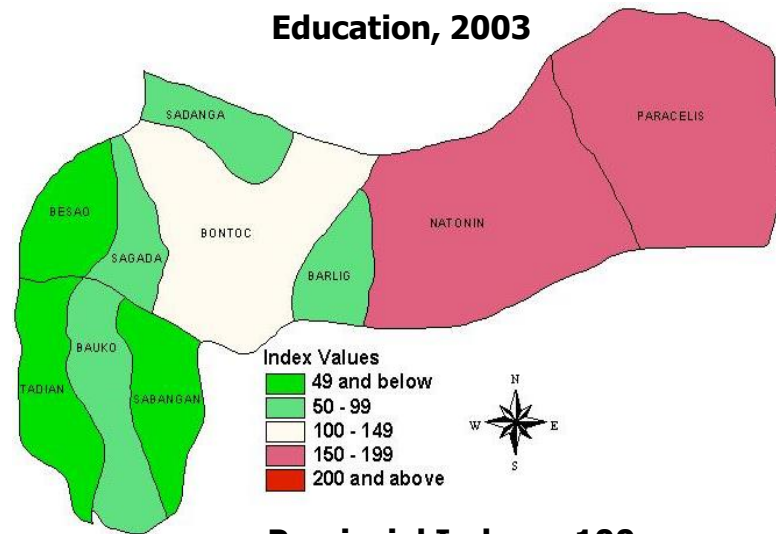 Education, 2003
SADANGA
PARACELIS
BESAO
BONTOC
NATONIN
SAGADA
BARLIG
BAUKO
TADIAN
SABANGAN
Index Values
49 and below
50 - 99
100 - 149
150 - 199
200 and above
N
W E
S